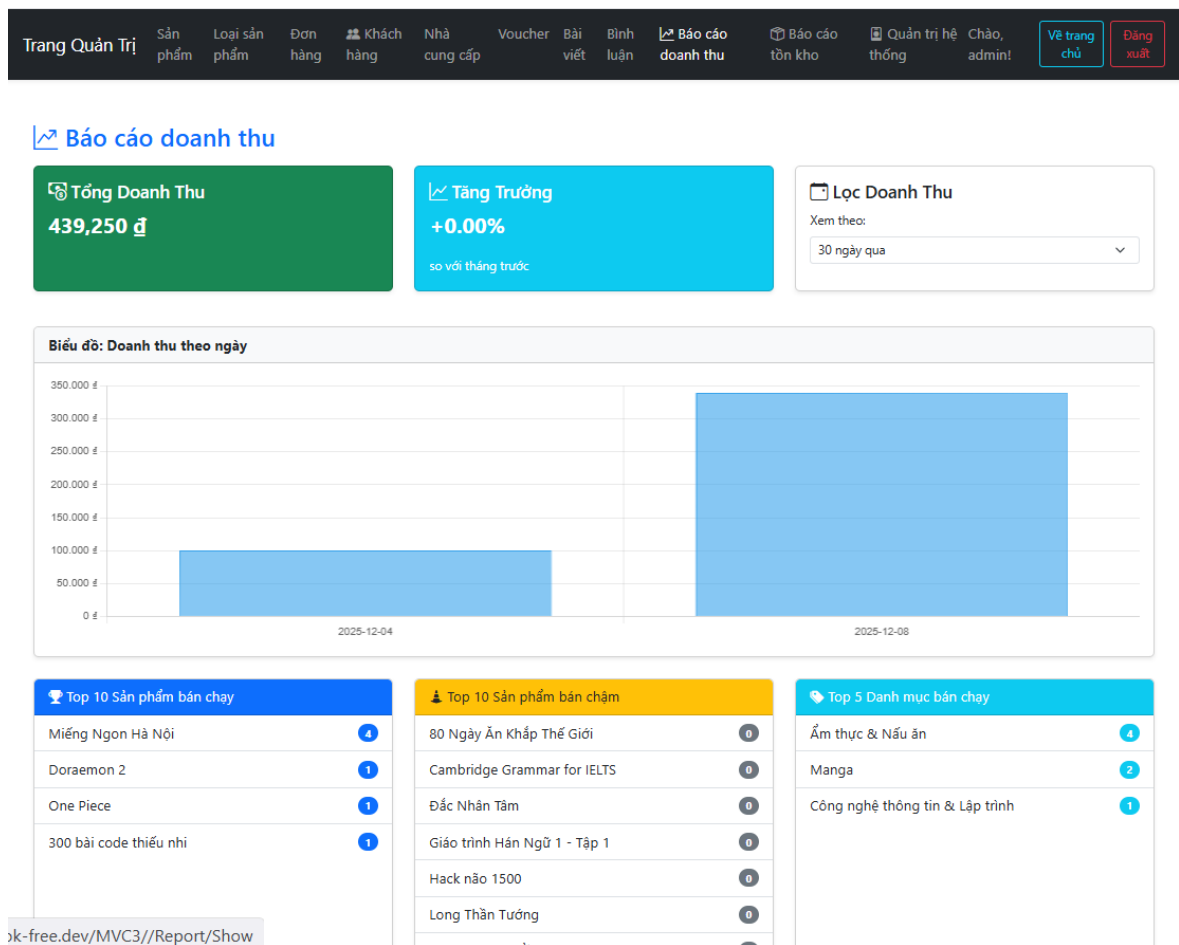 Trang Quản Trị
Sản phẩm
Loại sản phẩm
Đơn hàng
Khách hàng
Nhà cung cấp
Voucher
Bài viết
Bình luận
Báo cáo doanh thu
Báo cáo tồn kho
Quản trị hệ thống
Chào, admin!
Về trang chủ
Đăng xuất
Báo cáo doanh thu
Tổng Doanh Thu
439,250 ₫
Tăng Trưởng
+0.00%
so với tháng trước
Lọc Doanh Thu
Xem theo:
30 ngày qua
Biểu đồ: Doanh thu theo ngày
350.000 ₫
300.000 ₫
250.000 ₫
200.000 ₫
150.000 ₫
100.000 ₫
50.000 ₫
0 ₫
2025-12-04
2025-12-08
Top 10 Sản phẩm bán chạy
Miếng Ngon Hà Nội 4
Doraemon 2 1
One Piece 1
300 bài code thiếu nhi 1
Top 10 Sản phẩm bán chậm
80 Ngày Ăn Khắp Thế Giới 0
Cambridge Grammar for IELTS 0
Đắc Nhân Tâm 0
Giáo trình Hán Ngữ 1 - Tập 1 0
Hack não 1500 0
Long Thần Tướng 0
Top 5 Danh mục bán chạy
Ẩm thực & Nấu ăn 4
Manga 2
Công nghệ thông tin & Lập trình 1
ok-free.dev/MVC3//Report/Show